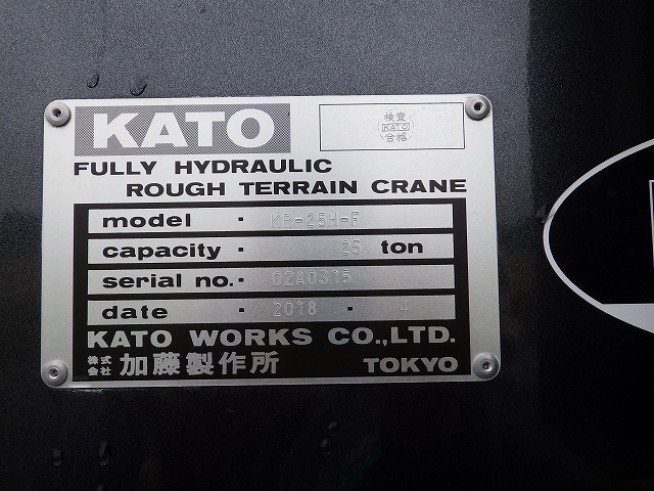 KATO
検査
KATO
合格
FULLY HYDRAULIC
ROUGH TERRAIN CRANE
model · KR-25H-F
capacity · 25 ton
serial no. · 02A0315
date · 2018 · 4
KATO WORKS CO.,LTD.
株式会社 加藤製作所 TOKYO